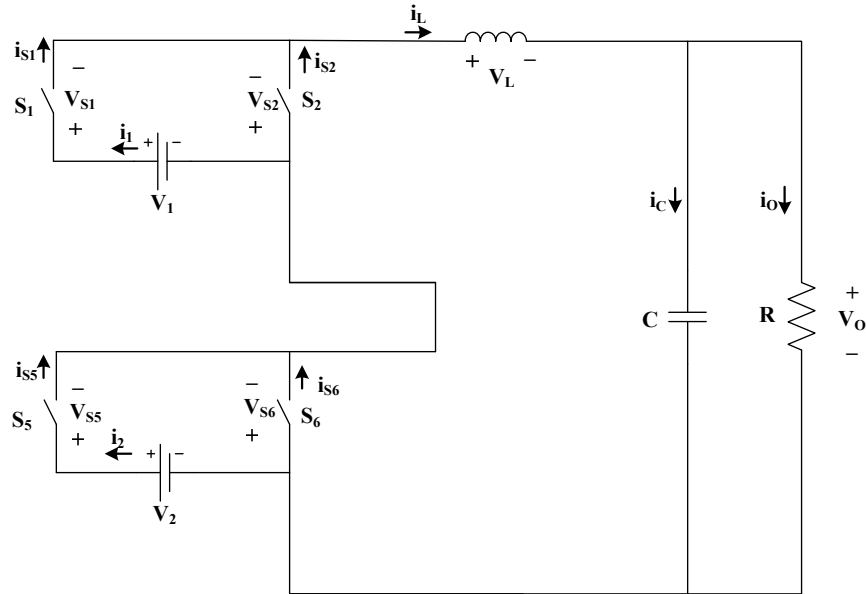 i_L
i_S1
−
V_S1
+
S_1
−
V_S2
+
i_S2
S_2
+ −
V_L
i_1
+ −
V_1
i_C
i_O
C
R
+
V_O
−
i_S5
−
V_S5
+
S_5
−
V_S6
+
i_S6
S_6
i_2
+ −
V_2